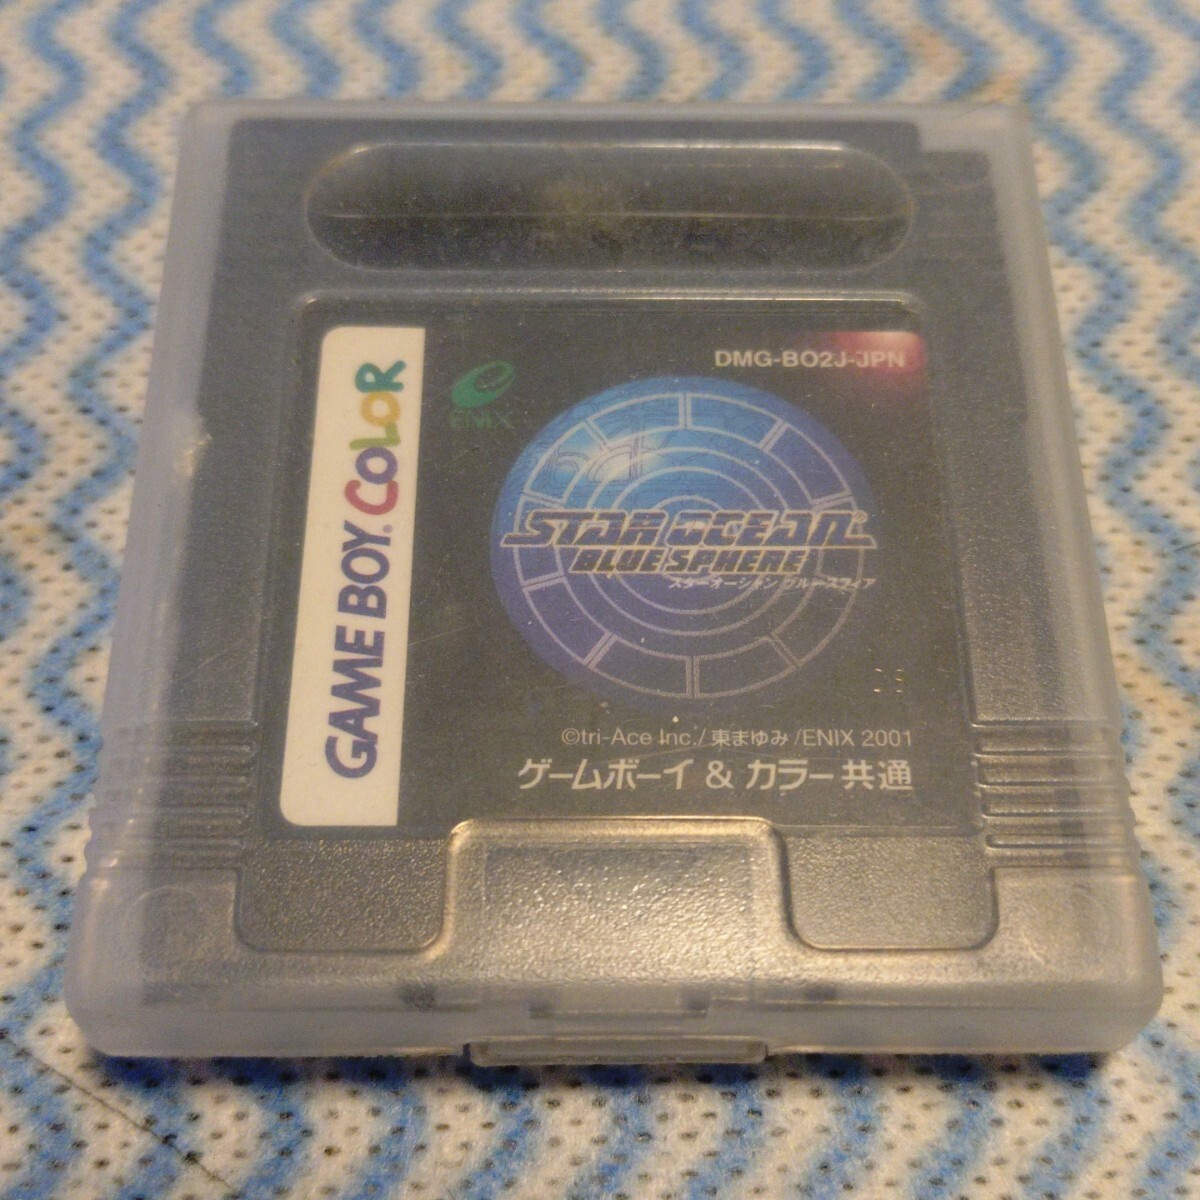 GAME BOY COLOR
ENIX
DMG-BO2J-JPN
STAR OCEAN
BLUE SPHERE
スターオーシャン ブルースフィア
©tri-Ace Inc./東まゆみ/ENIX 2001
ゲームボーイ & カラー共通